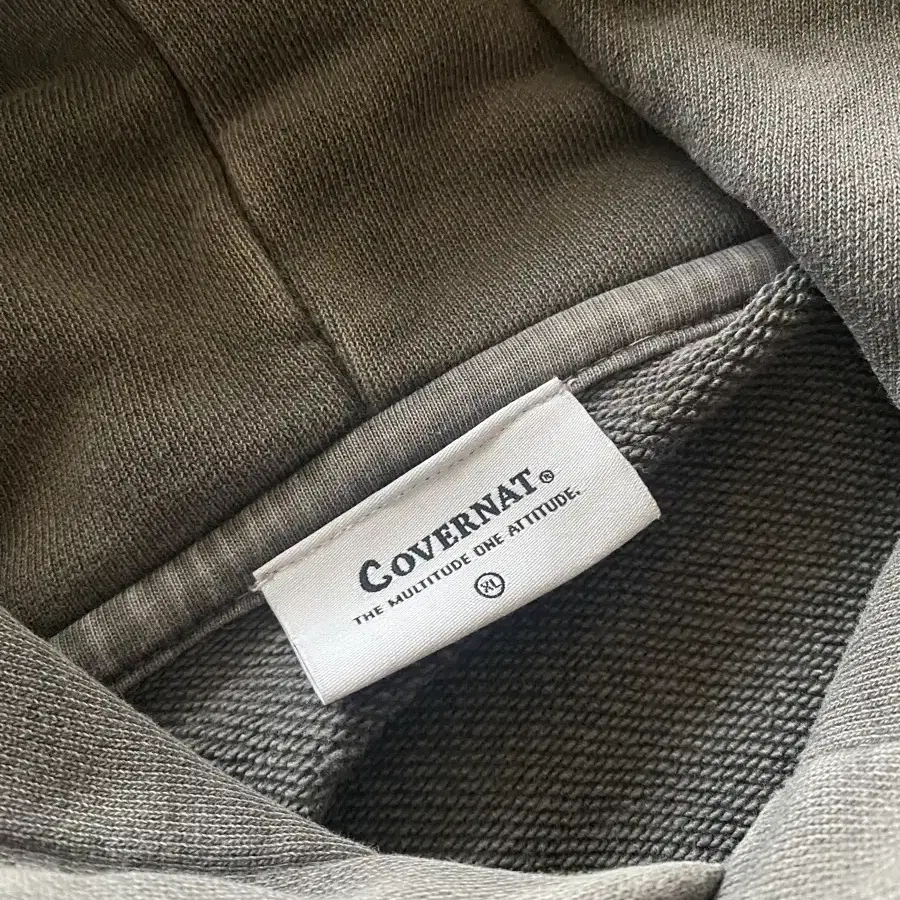 COVERNAT®
THE MULTITUDE ONE ATTITUDE.
XL